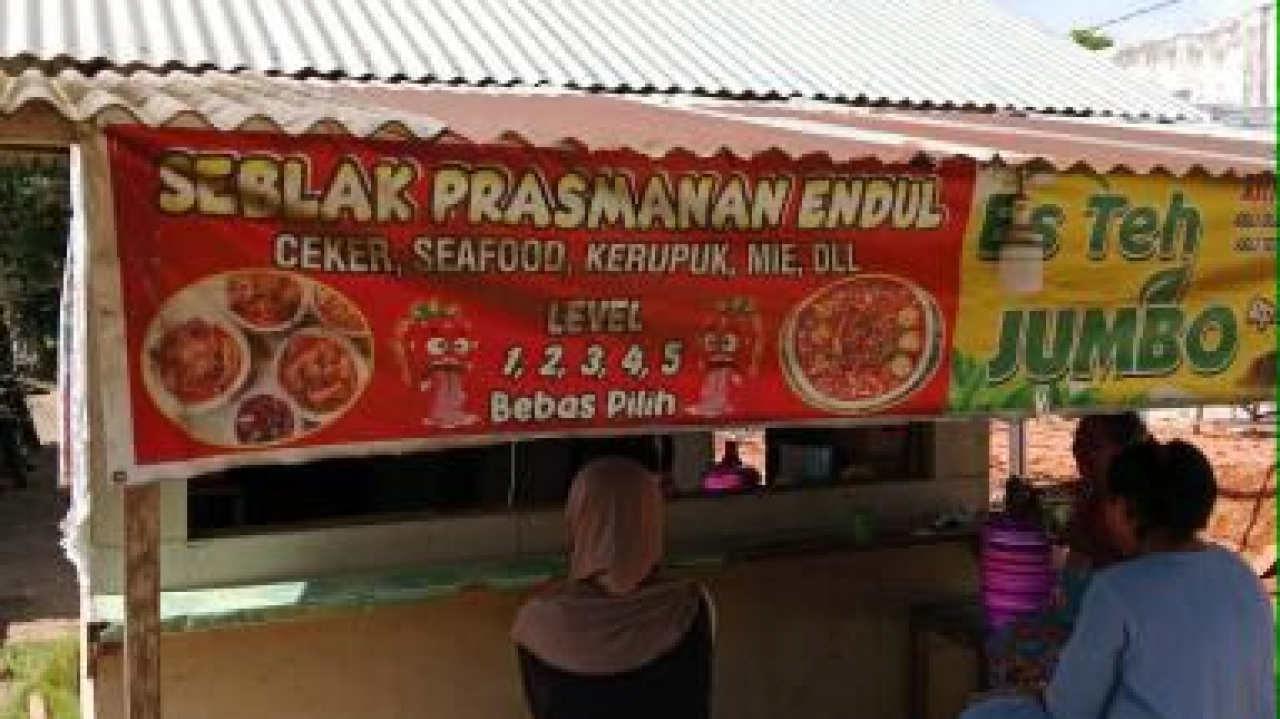 SEBLAK PRASMANAN ENDUL
CEKER, SEAFOOD, KERUPUK, MIE, DLL
LEVEL
1, 2, 3, 4, 5
Bebas Pilih
Es Teh
JUMBO